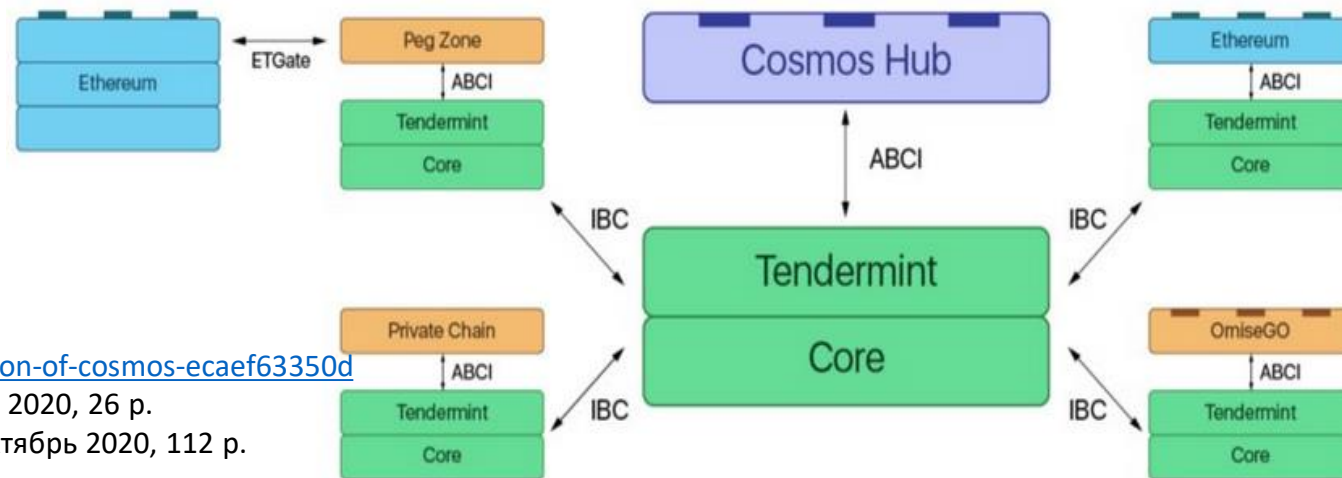 Ethereum
ETGate
Peg Zone
ABCI
Tendermint
Core
IBC
Cosmos Hub
ABCI
Tendermint
Core
Ethereum
ABCI
Tendermint
Core
IBC
Private Chain
ABCI
Tendermint
Core
IBC
OmiseGO
ABCI
Tendermint
Core
IBC
on-of-cosmos-ecaef63350d
2020, 26 p.
тябрь 2020, 112 p.